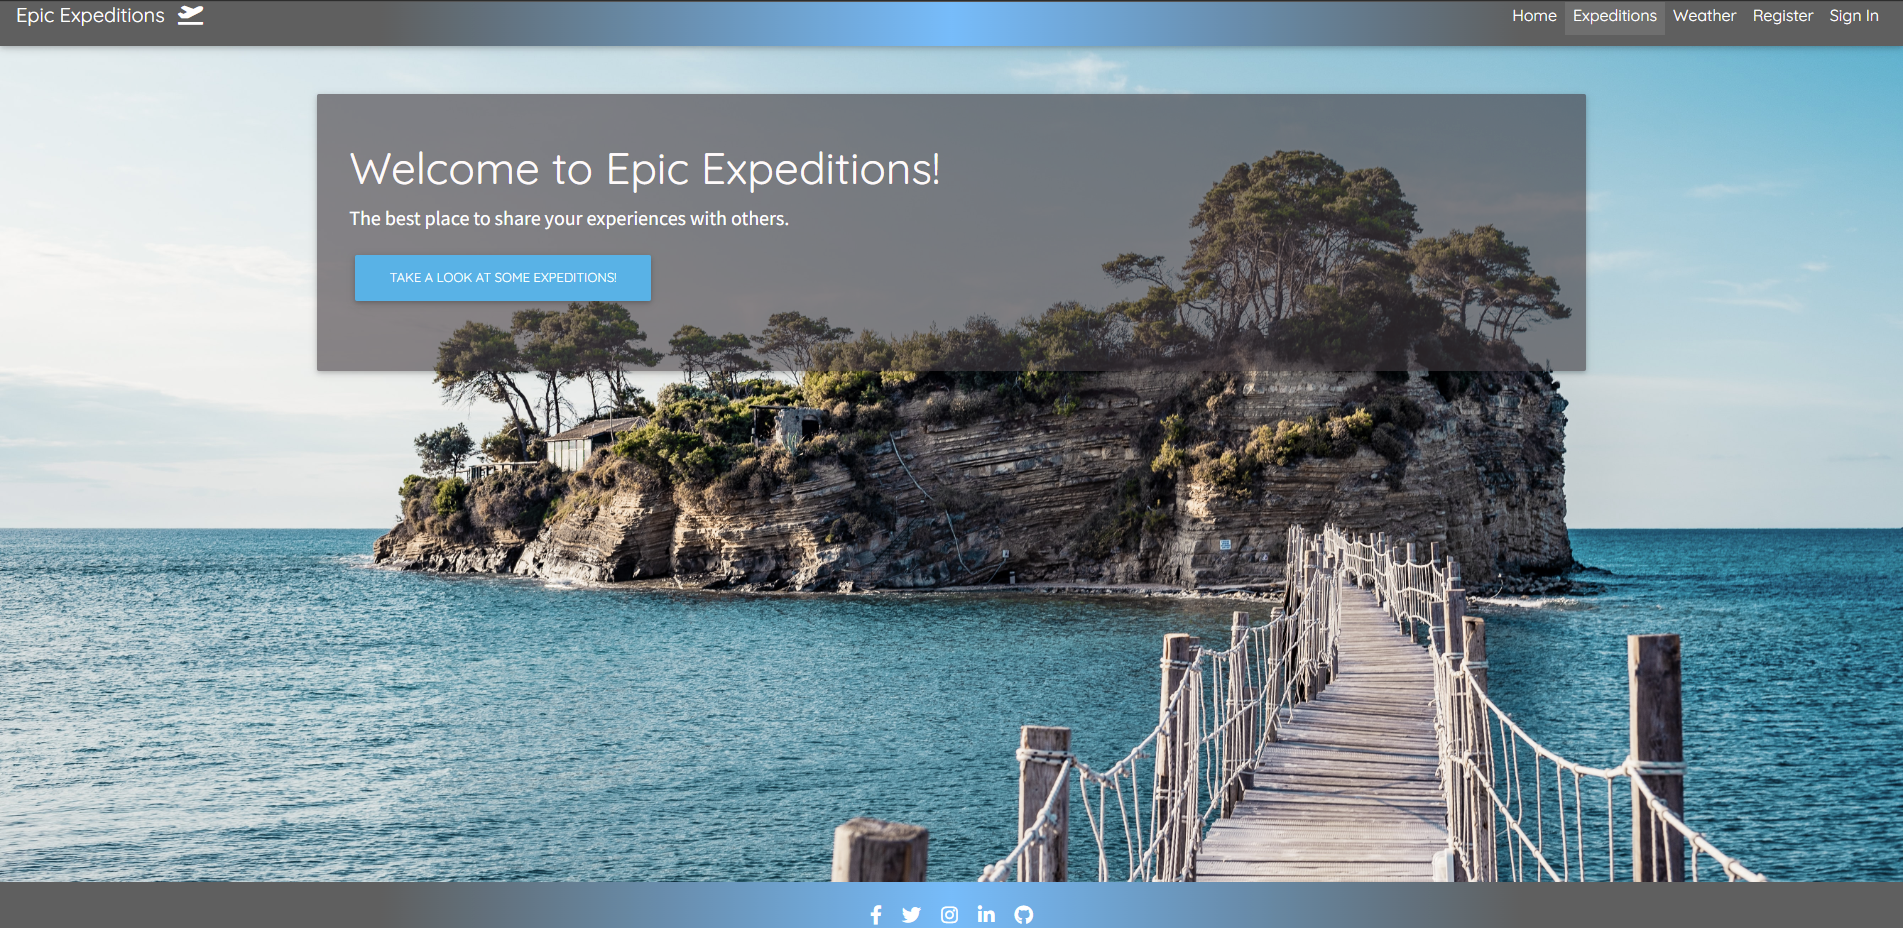 Epic Expeditions
Home Expeditions Weather Register Sign In
Welcome to Epic Expeditions!
The best place to share your experiences with others.
TAKE A LOOK AT SOME EXPEDITIONS!